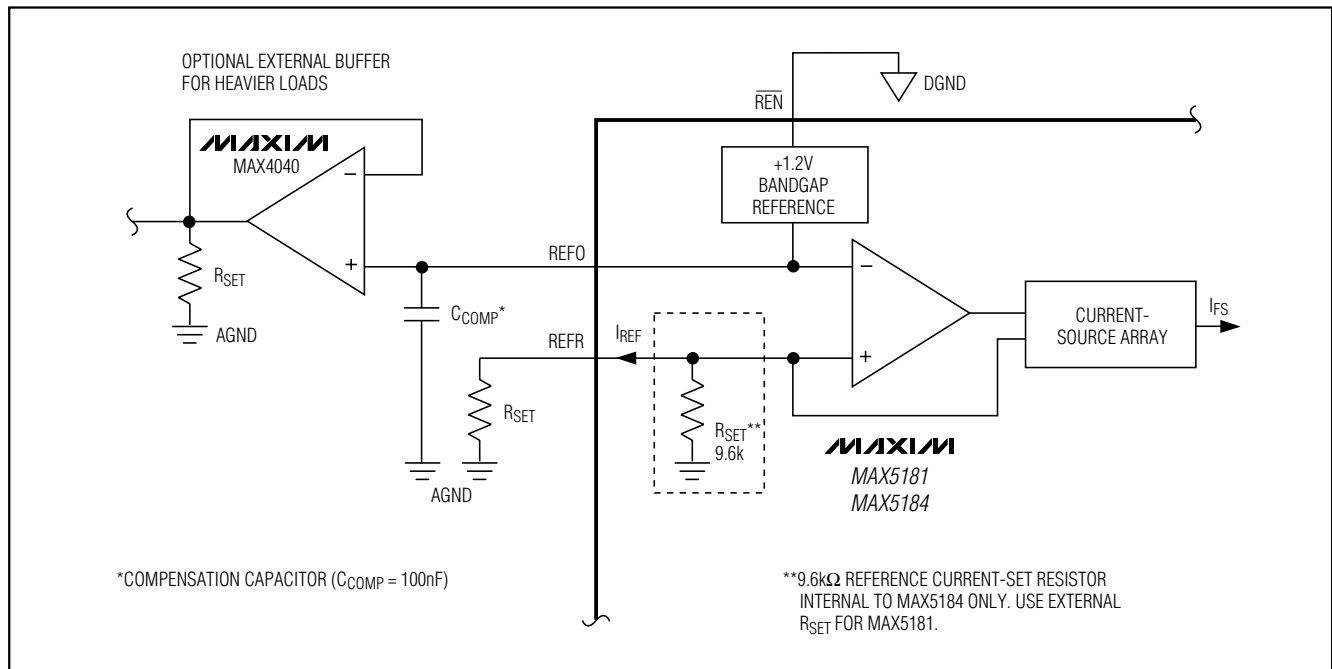 OPTIONAL EXTERNAL BUFFER
FOR HEAVIER LOADS
MAXIM
MAX4040
−
+
RSET
AGND
REN
DGND
+1.2V
BANDGAP
REFERENCE
REFO
CCOMP*
REFR
IREF
RSET
AGND
RSET**
9.6k
−
+
CURRENT-
SOURCE ARRAY
IFS
MAXIM
MAX5181
MAX5184
*COMPENSATION CAPACITOR (CCOMP = 100nF)
**9.6kΩ REFERENCE CURRENT-SET RESISTOR
INTERNAL TO MAX5184 ONLY. USE EXTERNAL
RSET FOR MAX5181.